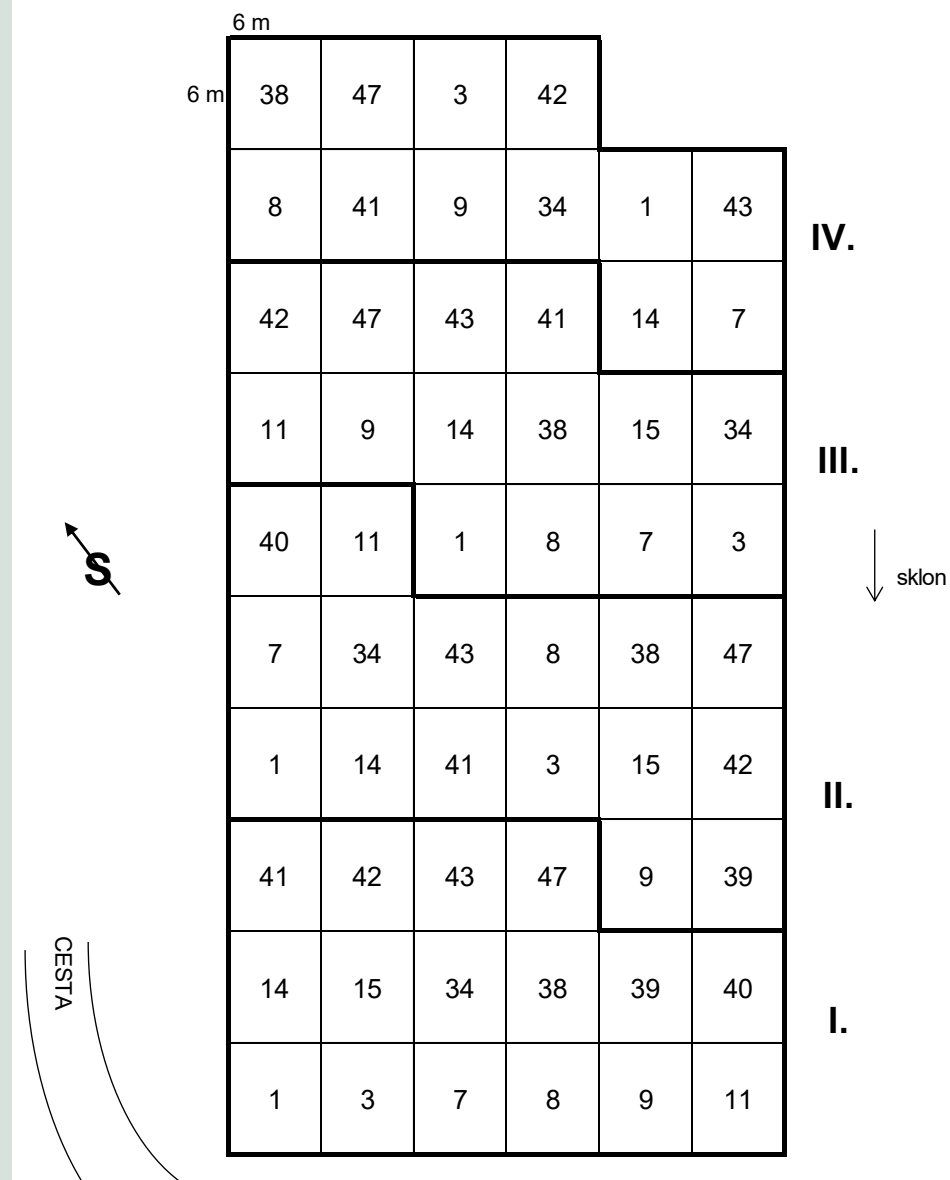 6 m
6 m 38 47 3 42
8 41 9 34 1 43
IV.
42 47 43 41 14 7
11 9 14 38 15 34
III.
40 11 1 8 7 3
S
sklon
7 34 43 8 38 47
1 14 41 3 15 42
II.
41 42 43 47 9 39
CESTA
14 15 34 38 39 40
I.
1 3 7 8 9 11